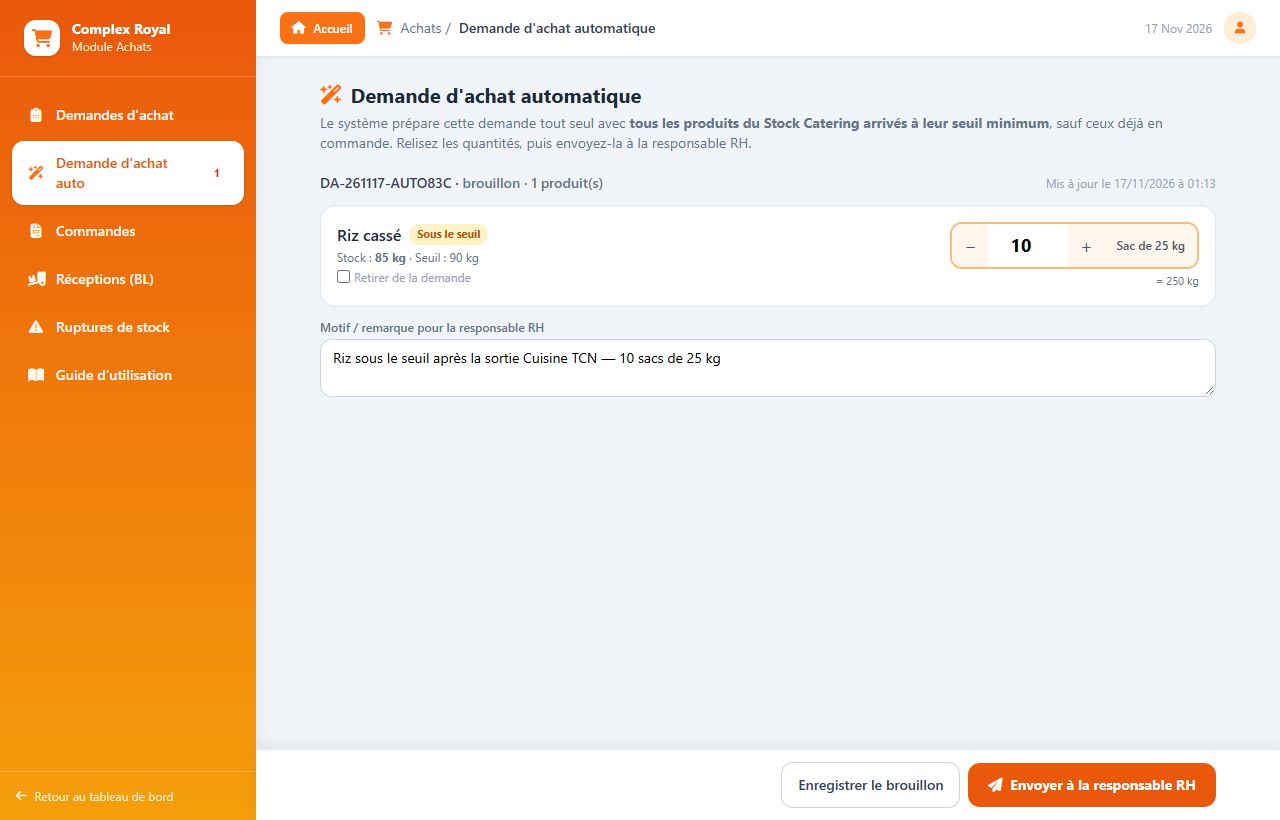 Complex Royal
Module Achats
Demandes d'achat
Demande d'achat
auto
1
Commandes
Réceptions (BL)
Ruptures de stock
Guide d'utilisation
Retour au tableau de bord
Accueil
Achats / Demande d'achat automatique
17 Nov 2026
Demande d'achat automatique
Le système prépare cette demande tout seul avec tous les produits du Stock Catering arrivés à leur seuil minimum, sauf ceux déjà en
commande. Relisez les quantités, puis envoyez-la à la responsable RH.
DA-261117-AUTO83C · brouillon · 1 produit(s)
Mis à jour le 17/11/2026 à 01:13
Riz cassé Sous le seuil
Stock : 85 kg · Seuil : 90 kg
Retirer de la demande
− 10 + Sac de 25 kg
= 250 kg
Motif / remarque pour la responsable RH
Riz sous le seuil après la sortie Cuisine TCN — 10 sacs de 25 kg
Enregistrer le brouillon
Envoyer à la responsable RH